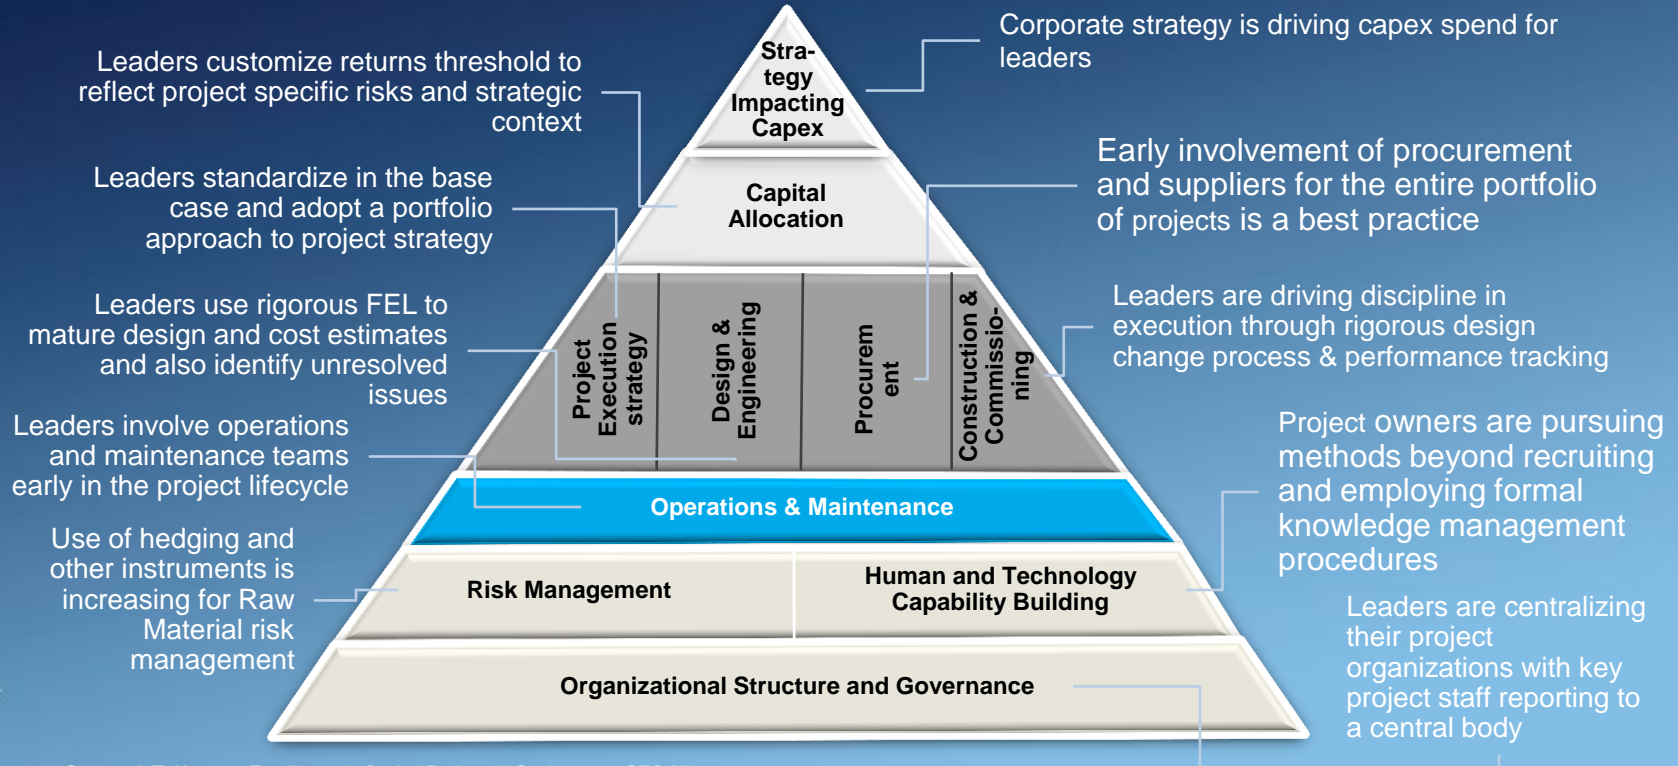 Corporate strategy is driving capex spend for
leaders
Leaders customize returns threshold to
reflect project specific risks and strategic
context
Stra-
tegy
Impacting
Capex
Early involvement of procurement
and suppliers for the entire portfolio
of projects is a best practice
Leaders standardize in the base
case and adopt a portfolio
approach to project strategy
Capital
Allocation
Leaders use rigorous FEL to
mature design and cost estimates
and also identify unresolved
issues
Project
Execution
strategy
Design &
Engineering
Procurem
ent
Construction &
Commissio-
ning
Leaders are driving discipline in
execution through rigorous design
change process & performance tracking
Leaders involve operations
and maintenance teams
early in the project lifecycle
Operations & Maintenance
Project owners are pursuing
methods beyond recruiting
and employing formal
knowledge management
procedures
Use of hedging and
other instruments is
increasing for Raw
Material risk
management
Risk Management
Human and Technology
Capability Building
Leaders are centralizing
their project
organizations with key
project staff reporting to
a central body
Organizational Structure and Governance